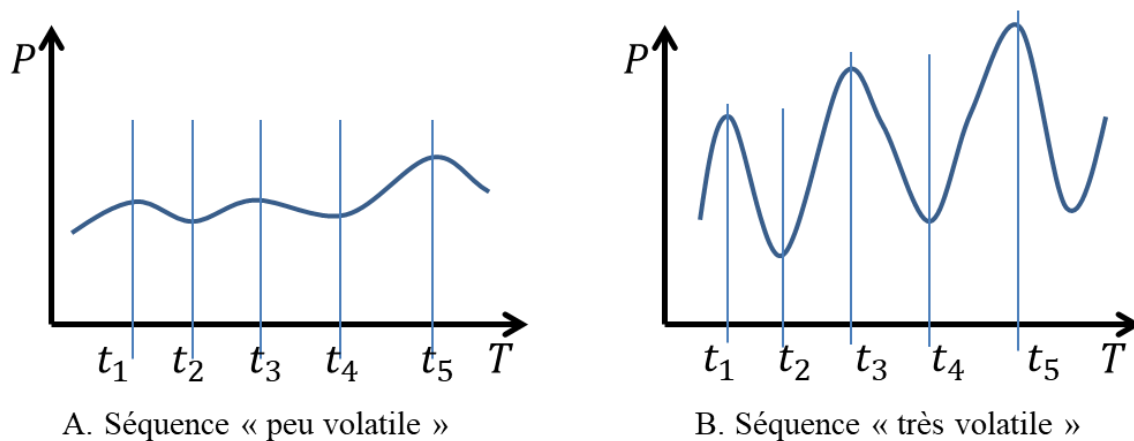 P
t₁ t₂ t₃ t₄ t₅ T
A. Séquence « peu volatile »
P
t₁ t₂ t₃ t₄ t₅ T
B. Séquence « très volatile »